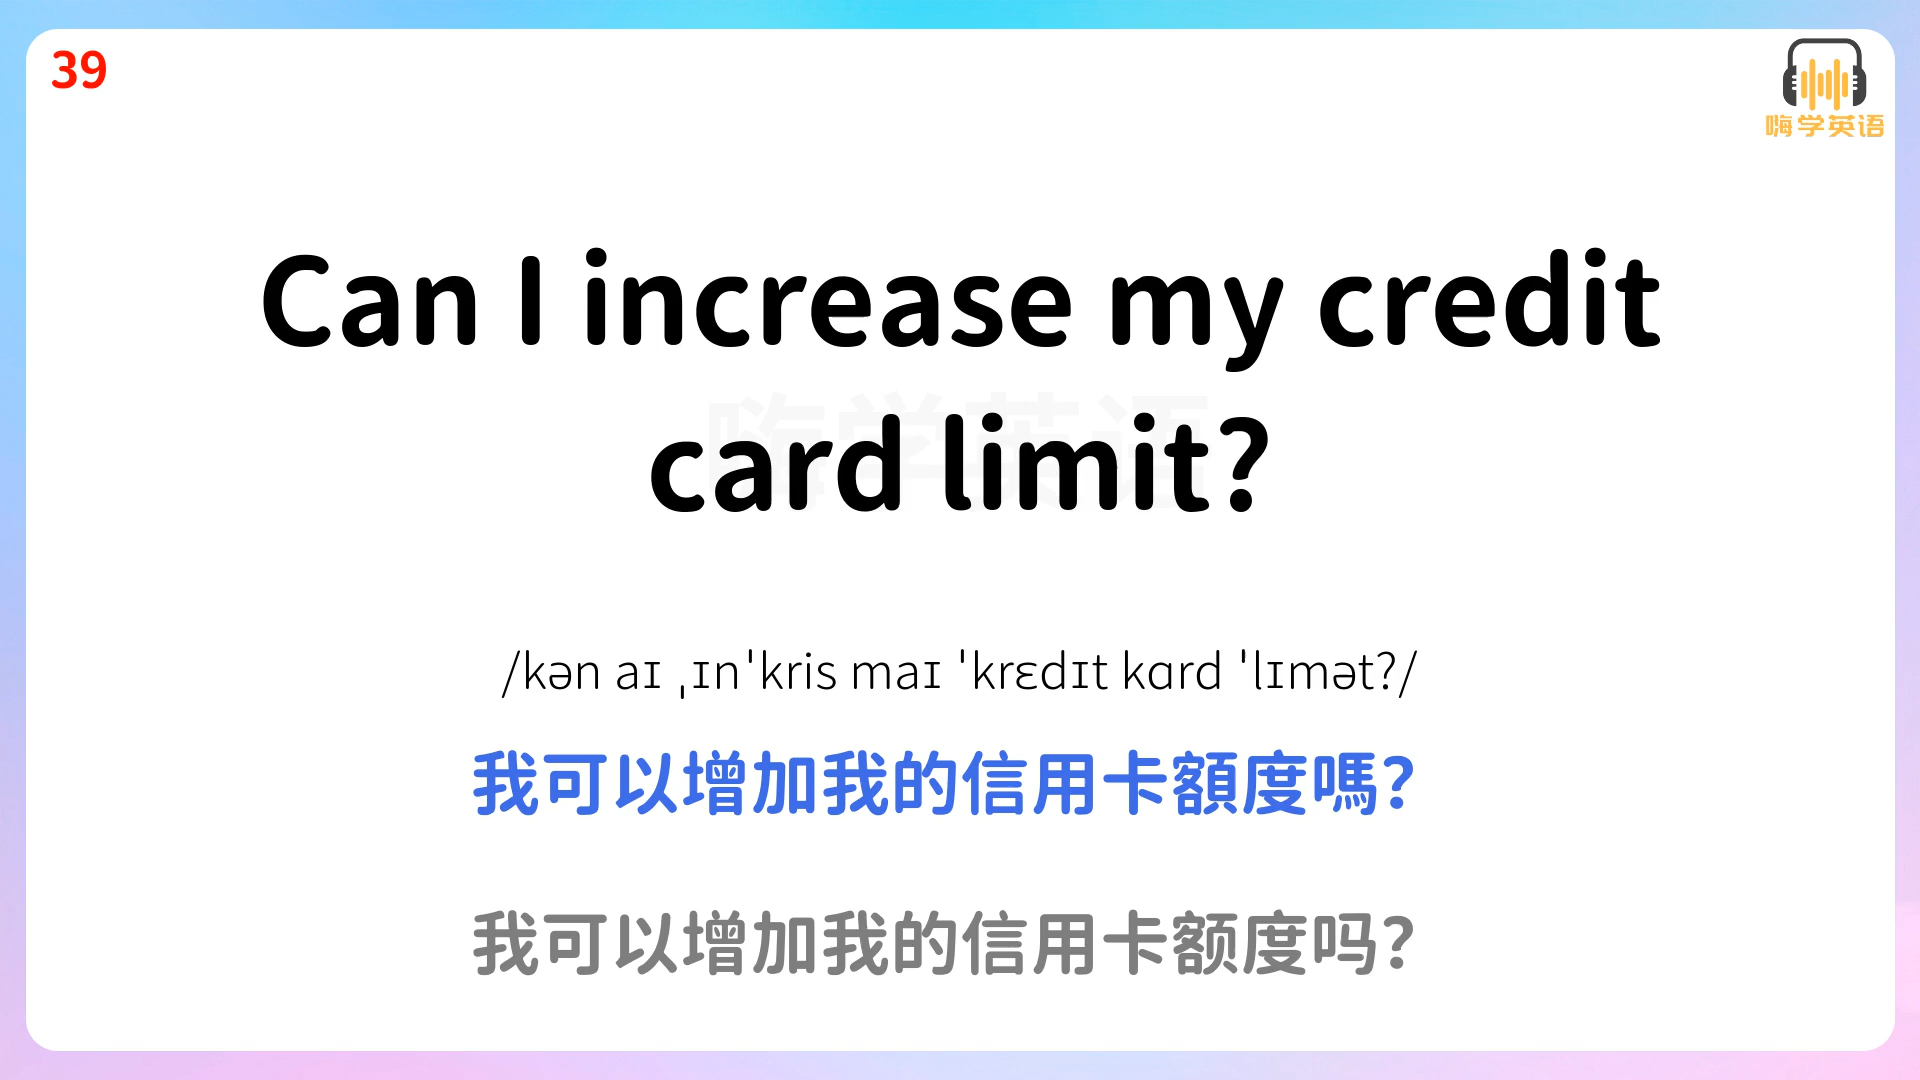 39
嗨学英语
Can I increase my credit
card limit?
/kən aɪ ˌɪnˈkris maɪ ˈkrɛdɪt kɑrd ˈlɪmət?/
我可以增加我的信用卡額度嗎?
我可以增加我的信用卡额度吗?